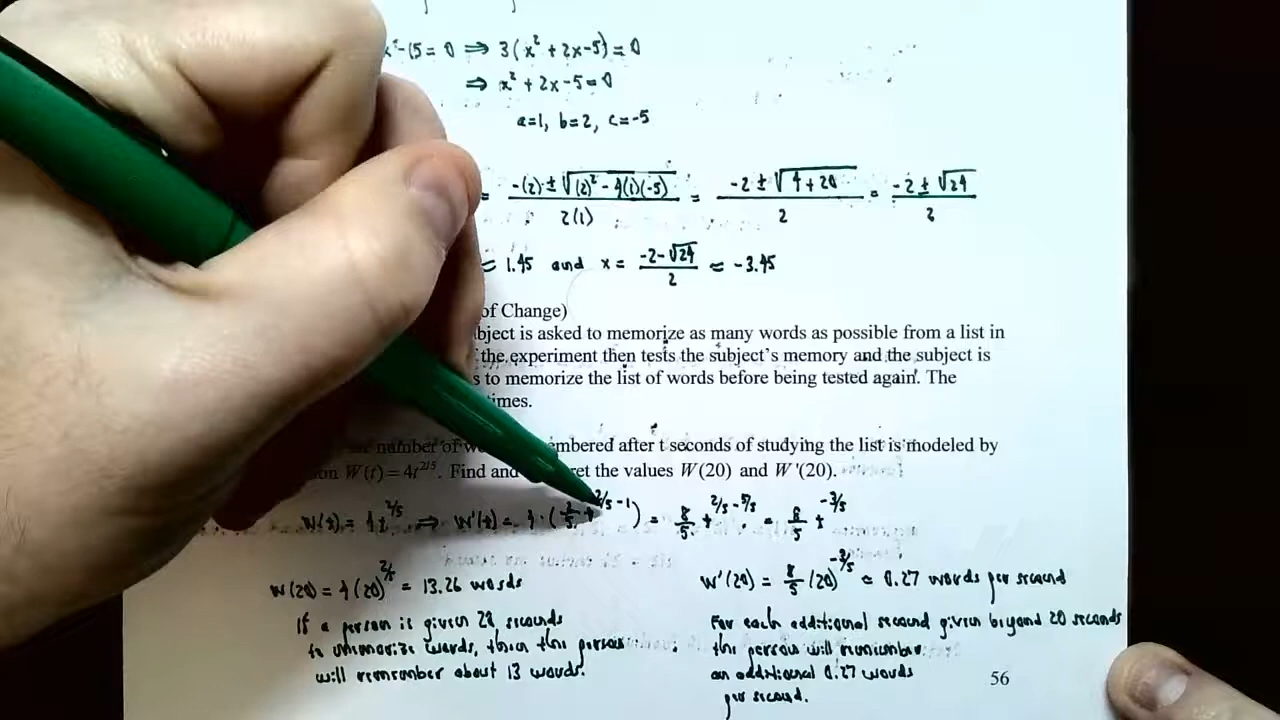 -15 = 0 ⇒ 3(x² + 2x - 5) = 0
⇒ x² + 2x - 5 = 0
a=1, b=2, c=-5
= -(2) ± √((2)² - 4(1)(-5)) / 2(1) = -2 ± √(4 + 20) / 2 = -2 ± √24 / 2
≈ 1.45 and x = -2 - √24 / 2 ≈ -3.45
of Change)
is asked to memorize as many words as possible from a list in
the experiment then tests the subject's memory and the subject is
to memorize the list of words before being tested again. The
times.
number of after t seconds of studying the list is modeled by
W(t) = 4t^{2/5}. Find and the values W(20) and W'(20).
W(t) = 4t^{2/5} ⇒ W'(t) = 4·(2/5 t^{2/5 - 1}) = 8/5 t^{2/5 - 5/5} = 8/5 t^{-3/5}
W(20) = 4(20)^{2/5} = 13.26 words
W'(20) = 8/5 (20)^{-3/5} ≈ 0.27 words per second
If a person is given 20 seconds
to memorize words, then this person
will remember about 13 words.
For each additional second given beyond 20 seconds
this person will remember
an additional 0.27 words
per second.
56